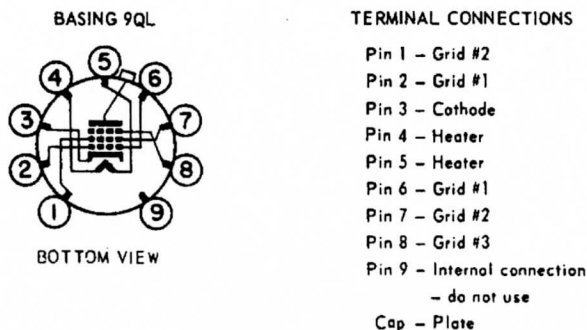 BASING 9QL
5
4
6
3
7
2
8
1
9
BOTTOM VIEW
TERMINAL CONNECTIONS
Pin 1 – Grid #2
Pin 2 – Grid #1
Pin 3 – Cathode
Pin 4 – Heater
Pin 5 – Heater
Pin 6 – Grid #1
Pin 7 – Grid #2
Pin 8 – Grid #3
Pin 9 – Internal connection
– do not use
Cap – Plate